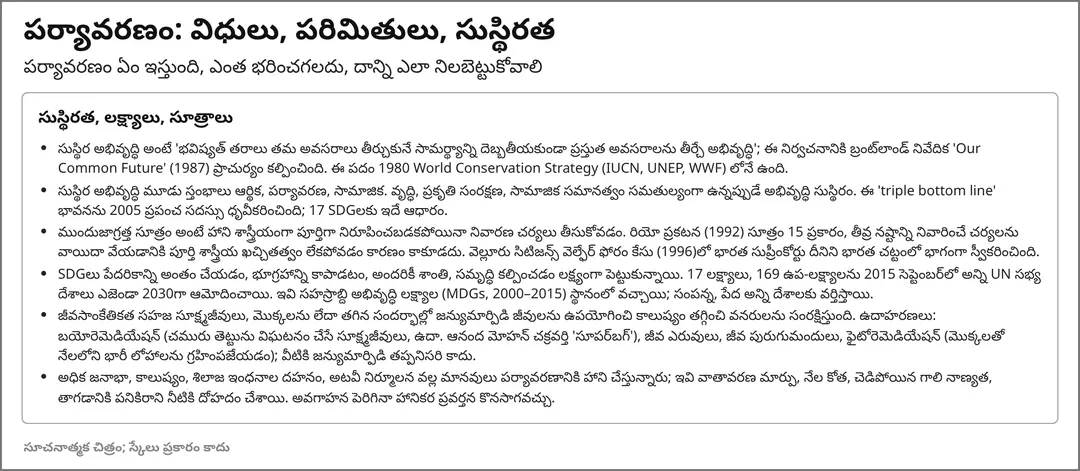 పర్యావరణం: విధులు, పరిమితులు, సుస్థిరత
పర్యావరణం ఏం ఇస్తుంది, ఎంత భరించగలదు, దాన్ని ఎలా నిలబెట్టుకోవాలి
సుస్థిరత, లక్ష్యాలు, సూత్రాలు
• సుస్థిర అభివృద్ధి అంటే 'భవిష్యత్ తరాలు తమ అవసరాలు తీర్చుకునే సామర్థ్యాన్ని దెబ్బతీయకుండా ప్రస్తుత అవసరాలను తీర్చే అభివృద్ధి'; ఈ నిర్వచనానికి బ్రంట్‌లాండ్ నివేదిక 'Our
Common Future' (1987) ప్రాచుర్యం కల్పించింది. ఈ పదం 1980 World Conservation Strategy (IUCN, UNEP, WWF) లోనే ఉంది.
• సుస్థిర అభివృద్ధి మూడు స్తంభాలు ఆర్థిక, పర్యావరణ, సామాజిక. వృద్ధి, ప్రకృతి సంరక్షణ, సామాజిక సమానత్వం సమతుల్యంగా ఉన్నప్పుడే అభివృద్ధి సుస్థిరం. ఈ 'triple bottom line'
భావనను 2005 ప్రపంచ సదస్సు ధృవీకరించింది; 17 SDGలకు ఇదే ఆధారం.
• ముందుజాగ్రత్త సూత్రం అంటే హాని శాస్త్రీయంగా పూర్తిగా నిరూపించబడకపోయినా నివారణ చర్యలు తీసుకోవడం. రియో ప్రకటన (1992) సూత్రం 15 ప్రకారం, తీవ్ర నష్టాన్ని నివారించే చర్యలను
వాయిదా వేయడానికి పూర్తి శాస్త్రీయ ఖచ్చితత్వం లేకపోవడం కారణం కాకూడదు. వెల్లూరు సిటిజన్స్ వెల్ఫేర్ ఫోరం కేసు (1996)లో భారత సుప్రీంకోర్టు దీనిని భారత చట్టంలో భాగంగా స్వీకరించింది.
• SDGలు పేదరికాన్ని అంతం చేయడం, భూగ్రహాన్ని కాపాడటం, అందరికీ శాంతి, సమృద్ధి కల్పించడం లక్ష్యంగా పెట్టుకున్నాయి. 17 లక్ష్యాలు, 169 ఉప-లక్ష్యాలను 2015 సెప్టెంబర్‌లో అన్ని UN సభ్య
దేశాలు ఎజెండా 2030గా ఆమోదించాయి. ఇవి సహస్రాబ్ది అభివృద్ధి లక్ష్యాల (MDGs, 2000–2015) స్థానంలో వచ్చాయి; సంపన్న, పేద అన్ని దేశాలకు వర్తిస్తాయి.
• జీవసాంకేతికత సహజ సూక్ష్మజీవులు, మొక్కలను లేదా తగిన సందర్భాల్లో జన్యుమార్పిడి జీవులను ఉపయోగించి కాలుష్యం తగ్గించి వనరులను సంరక్షిస్తుంది. ఉదాహరణలు:
బయోరెమెడియేషన్ (చమురు తెట్టును విఘటనం చేసే సూక్ష్మజీవులు, ఉదా. ఆనంద మోహన్ చక్రవర్తి 'సూపర్‌బగ్'), జీవ ఎరువులు, జీవ పురుగుమందులు, ఫైటోరెమెడియేషన్ (మొక్కలతో
నేలలోని భారీ లోహాలను గ్రహింపజేయడం); వీటికి జన్యుమార్పిడి తప్పనిసరి కాదు.
• అధిక జనాభా, కాలుష్యం, శిలాజ ఇంధనాల దహనం, అటవీ నిర్మూలన వల్ల మానవులు పర్యావరణానికి హాని చేస్తున్నారు; ఇవి వాతావరణ మార్పు, నేల కోత, చెడిపోయిన గాలి నాణ్యత,
తాగడానికి పనికిరాని నీటికి దోహదం చేశాయి. అవగాహన పెరిగినా హానికర ప్రవర్తన కొనసాగవచ్చు.
సూచనాత్మక చిత్రం; స్కేలు ప్రకారం కాదు